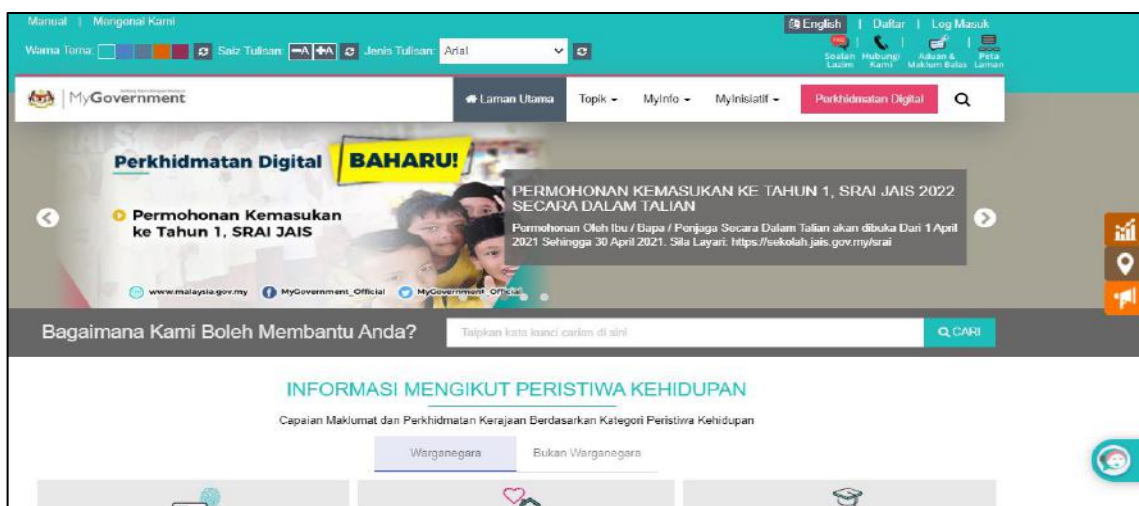 Manual | Mengenai Kami
English | Daftar | Log Masuk
Warna Tema: Saiz Tulisan: -A +A Jenis Tulisan: Arial
Soalan Lazim
Hubungi Kami
Aduan & Maklum Balas
Peta Laman
MyGovernment
Laman Utama Topik MyInfo MyInisiatif Perkhidmatan Digital
Perkhidmatan Digital BAHARU!
Permohonan Kemasukan
ke Tahun 1, SRAI JAIS
www.malaysia.gov.my MyGovernment_Official MyGovernment_Official
PERMOHONAN KEMASUKAN KE TAHUN 1, SRAI JAIS 2022
SECARA DALAM TALIAN
Permohonan Oleh Ibu / Bapa / Penjaga Secara Dalam Talian akan dibuka Dari 1 April
2021 Sehingga 30 April 2021. Sila Layari: https://sekolah.jais.gov.my/srai
Bagaimana Kami Boleh Membantu Anda? Taipkan kata kunci carian di sini CARI
INFORMASI MENGIKUT PERISTIWA KEHIDUPAN
Capaian Maklumat dan Perkhidmatan Kerajaan Berdasarkan Kategori Peristiwa Kehidupan
Warganegara Bukan Warganegara